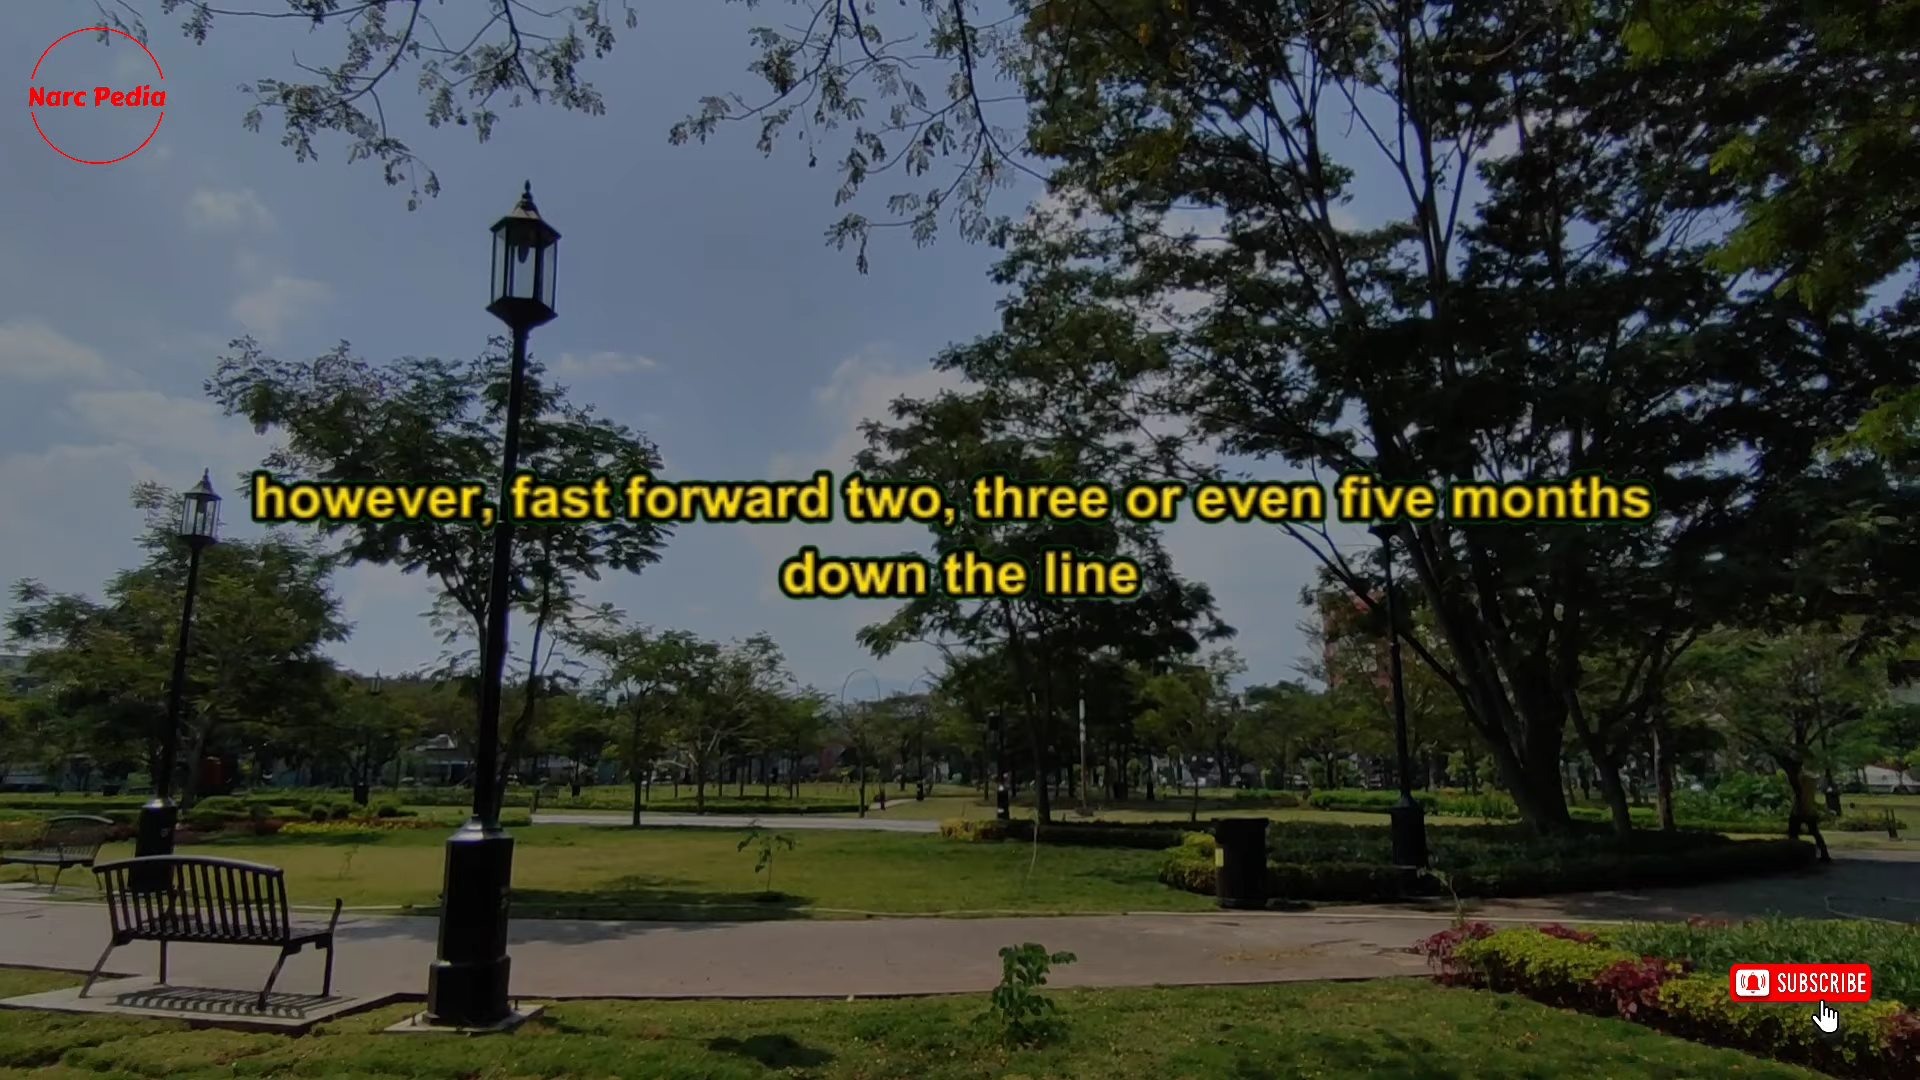 Narc Pedia
however, fast forward two, three or even five months
down the line
SUBSCRIBE